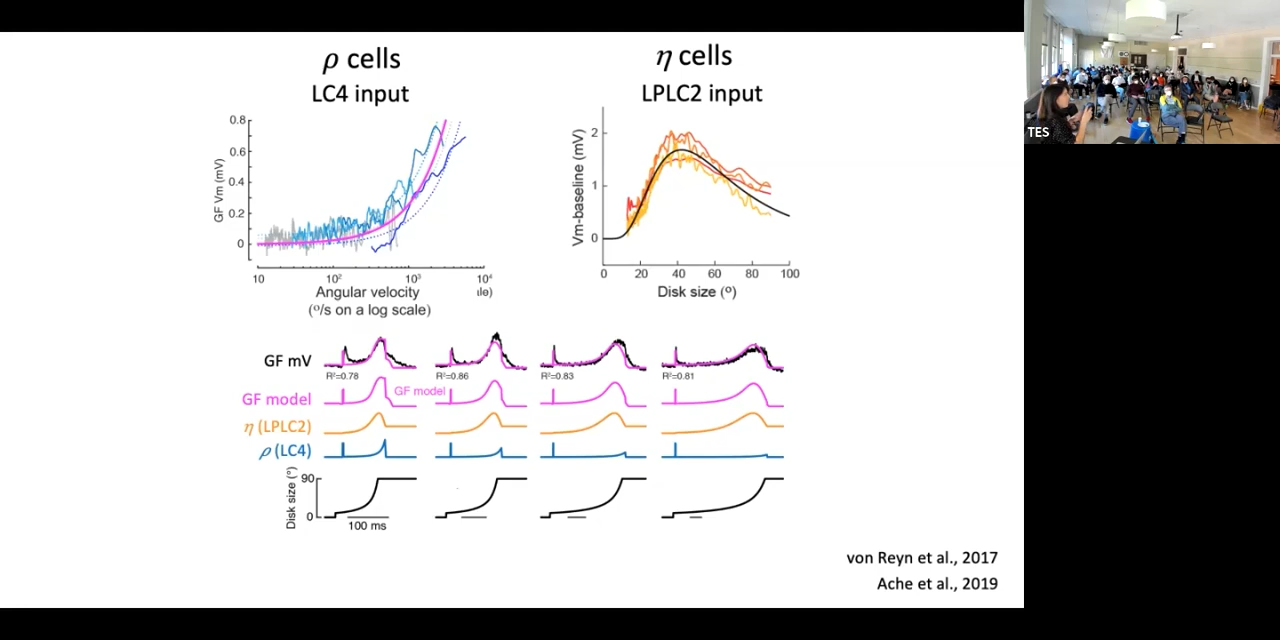 ρ cells
LC4 input
η cells
LPLC2 input
GF Vm (mV)
0.8
0.6
0.4
0.2
0
10
10²
10³
10⁴
Angular velocity
(º/s on a log scale)
Vm-baseline (mV)
2
1
0
0
20
40
60
80
100
Disk size (º)
GF mV
R²=0.78
R²=0.86
R²=0.83
R²=0.81
GF model
GF model
η (LPLC2)
ρ (LC4)
Disk size (º)
90
0
100 ms
von Reyn et al., 2017
Ache et al., 2019
TES